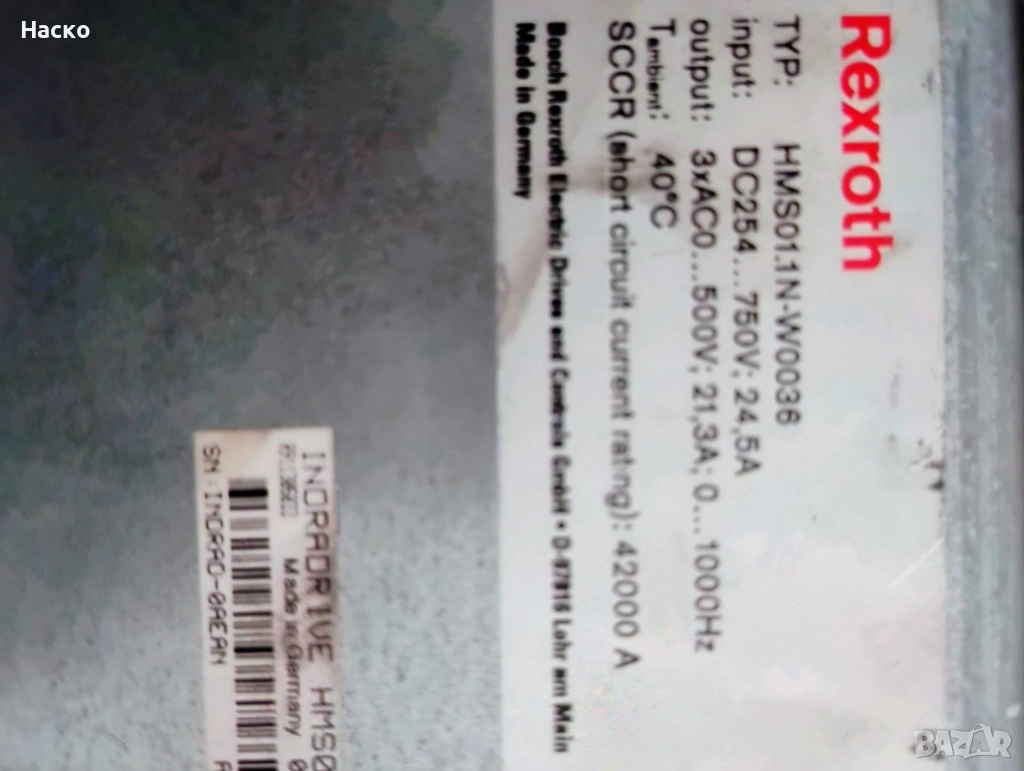 Наско
Rexroth
TYP: HMS01.1N-W0036
input: DC254...750V; 24,5A
output: 3xAC0...500V; 21,3A; 0...1000Hz
Tambient: 40°C
SCCR (short circuit current rating): 42000 A
Bosch Rexroth Electric Drives and Controls GmbH • D-97816 Lohr am Main
Made in Germany
INDRADRIVE HMS0
Made in Germany
SN: INDRAD-0AEAM
BAZAR